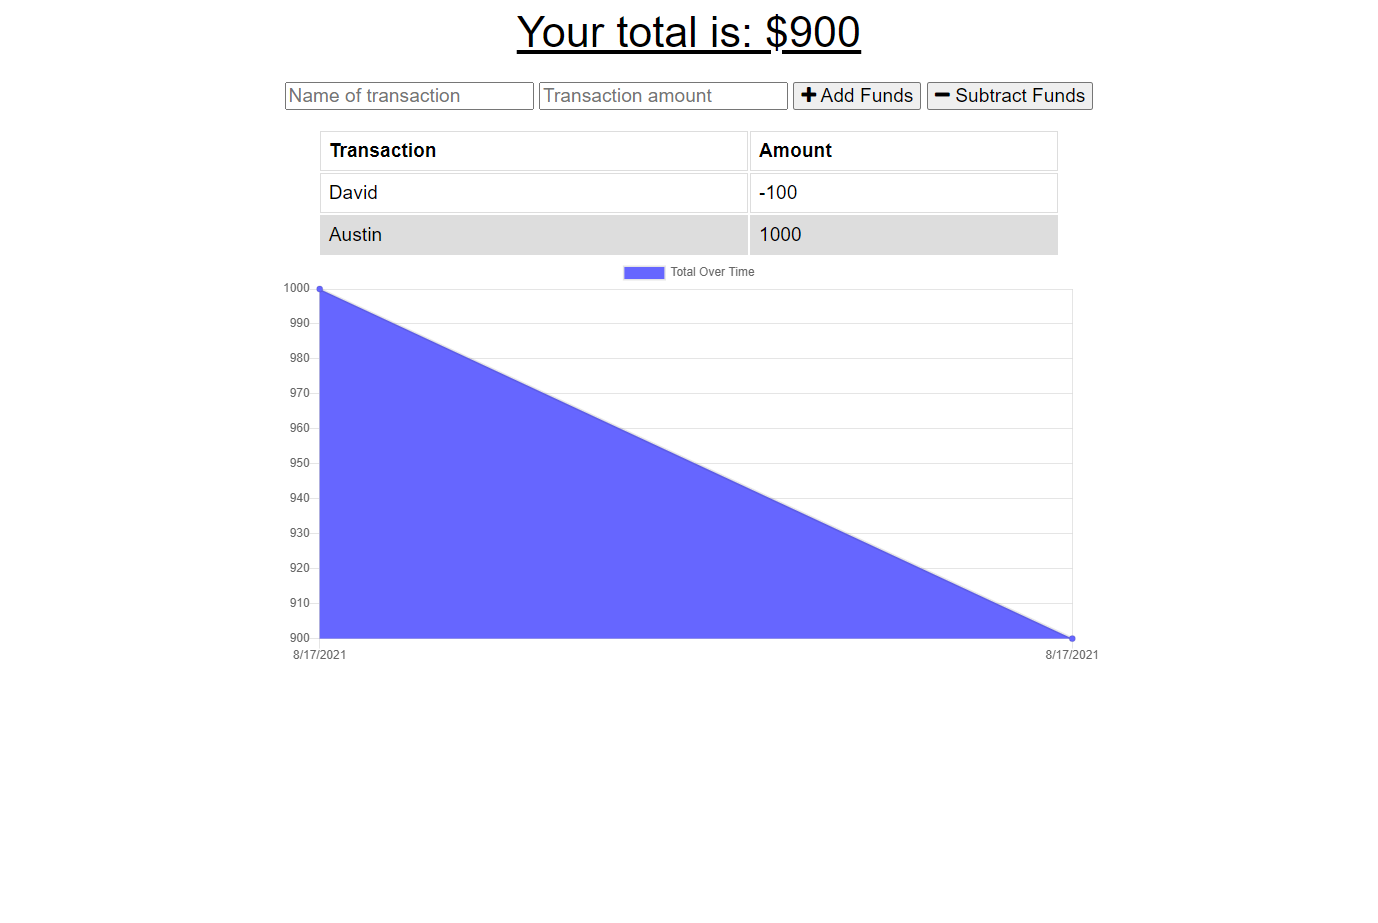 Your total is: $900
Name of transaction Transaction amount Add Funds Subtract Funds
Transaction Amount
David -100
Austin 1000
Total Over Time
1000
990
980
970
960
950
940
930
920
910
900
8/17/2021 8/17/2021